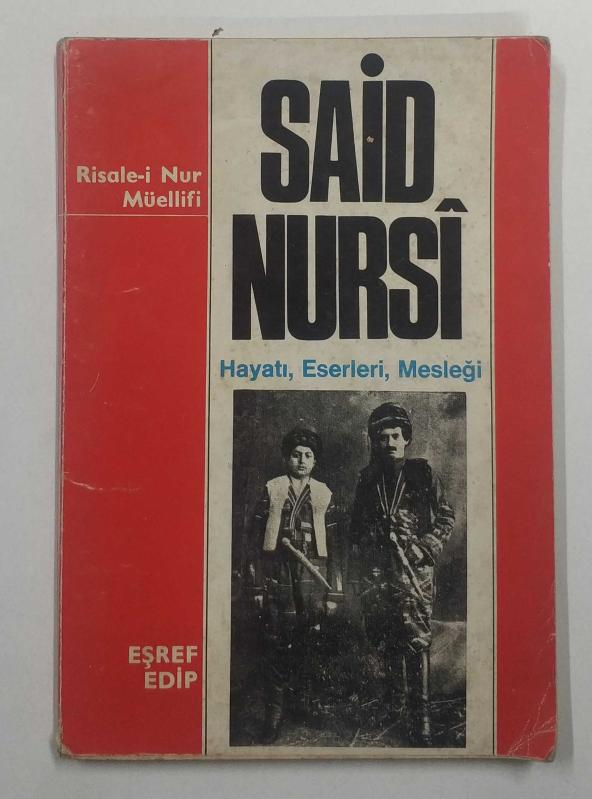 Risale-i Nur
Müellifi
SAİD
NURSÎ
Hayatı, Eserleri, Mesleği
EŞREF
EDİP